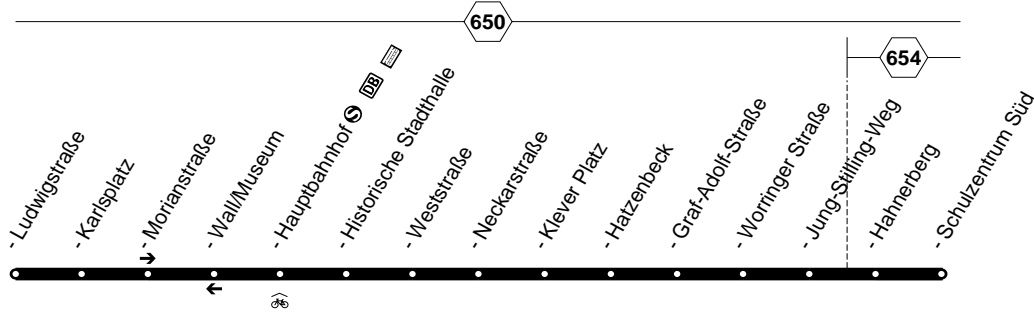 650
654
- Ludwigstraße
- Karlsplatz
- Morianstraße
- Wall/Museum
- Hauptbahnhof S DB
- Historische Stadthalle
- Weststraße
- Neckarstraße
- Klever Platz
- Hatzenbeck
- Graf-Adolf-Straße
- Worringer Straße
- Jung-Stilling-Weg
- Hahnerberg
- Schulzentrum Süd